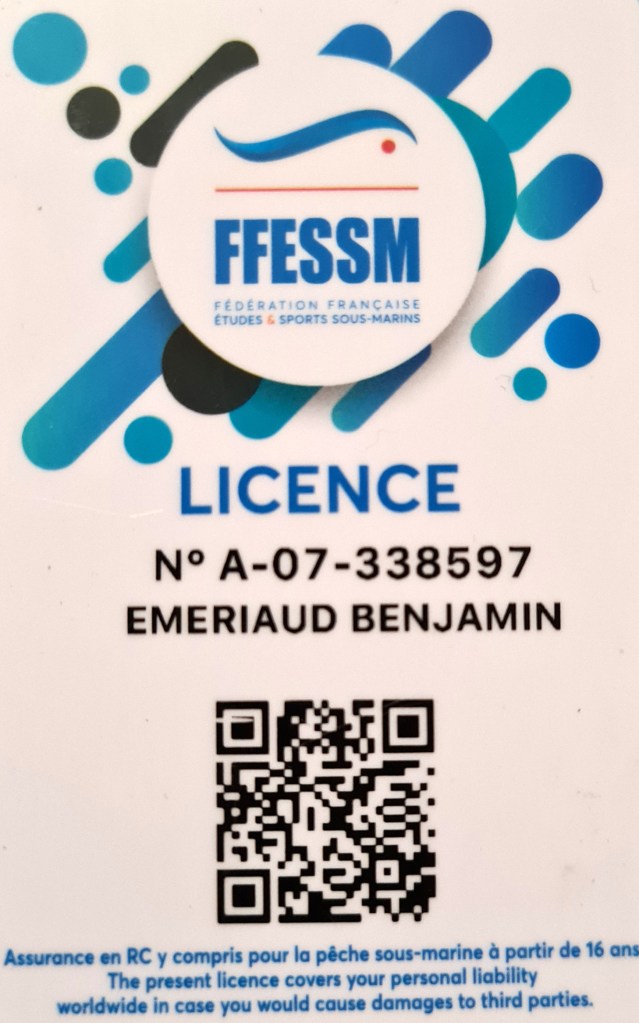 FFESSM
FÉDÉRATION FRANÇAISE
ÉTUDES & SPORTS SOUS-MARINS
LICENCE
N° A-07-338597
EMERIAUD BENJAMIN
Assurance en RC y compris pour la pêche sous-marine à partir de 16 ans
The present licence covers your personal liability
worldwide in case you would cause damages to third parties.